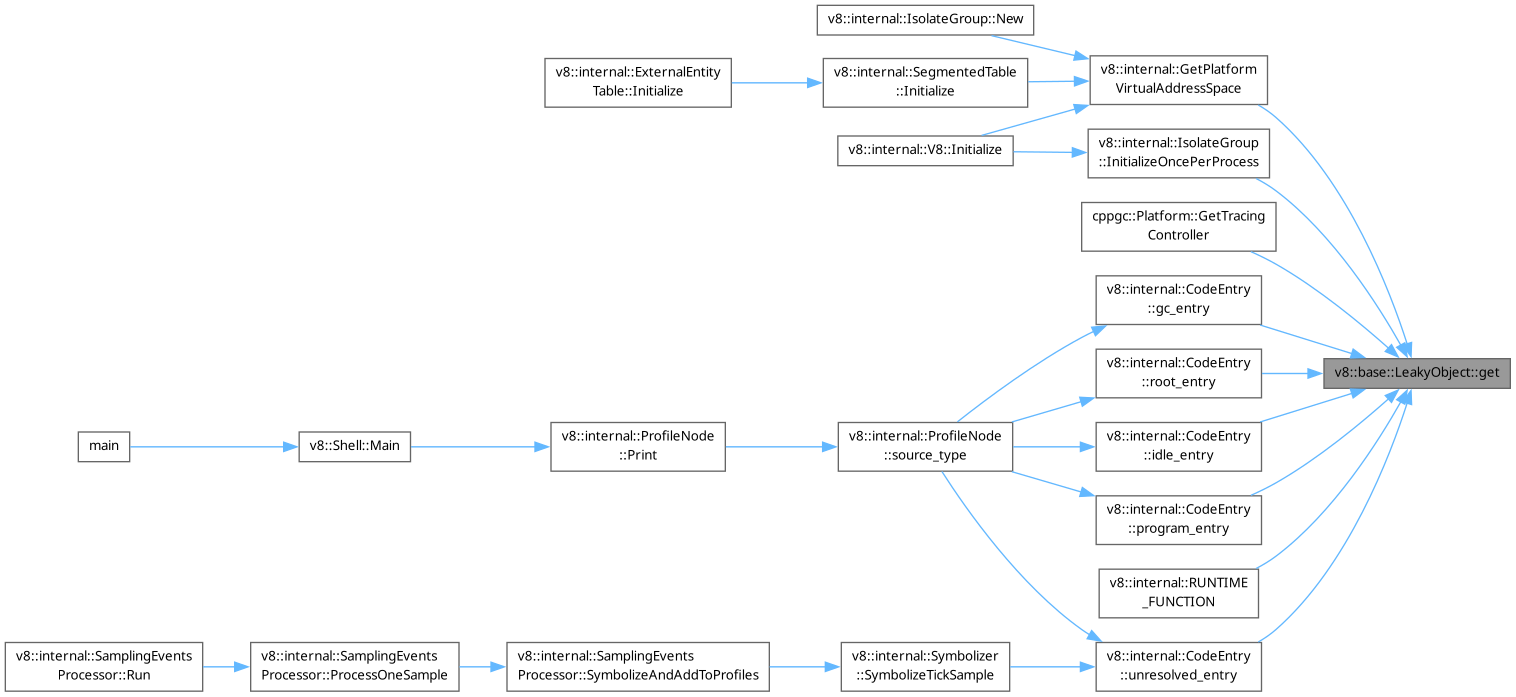 v8::internal::IsolateGroup::New
v8::internal::ExternalEntity
Table::Initialize
v8::internal::SegmentedTable
::Initialize
v8::internal::GetPlatform
VirtualAddressSpace
v8::internal::V8::Initialize
v8::internal::IsolateGroup
::InitializeOncePerProcess
cppgc::Platform::GetTracing
Controller
v8::internal::CodeEntry
::gc_entry
v8::internal::CodeEntry
::root_entry
v8::base::LeakyObject::get
main
v8::Shell::Main
v8::internal::ProfileNode
::Print
v8::internal::ProfileNode
::source_type
v8::internal::CodeEntry
::idle_entry
v8::internal::CodeEntry
::program_entry
v8::internal::RUNTIME
_FUNCTION
v8::internal::SamplingEvents
Processor::Run
v8::internal::SamplingEvents
Processor::ProcessOneSample
v8::internal::SamplingEvents
Processor::SymbolizeAndAddToProfiles
v8::internal::Symbolizer
::SymbolizeTickSample
v8::internal::CodeEntry
::unresolved_entry